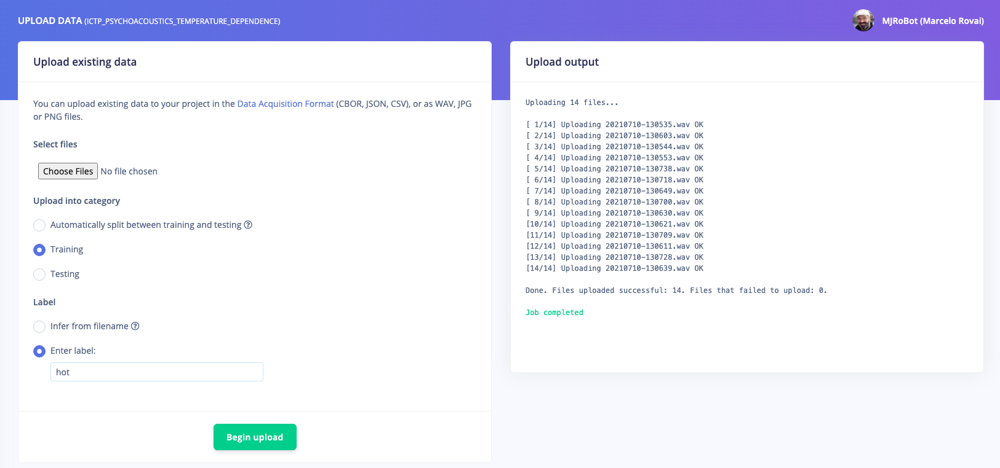 UPLOAD DATA (ICTP_PSYCHOACOUSTICS_TEMPERATURE_DEPENDENCE)
MJRoBot (Marcelo Rovai)
Upload existing data
You can upload existing data to your project in the Data Acquisition Format (CBOR, JSON, CSV), or as WAV, JPG
or PNG files.
Select files
Choose Files No file chosen
Upload into category
Automatically split between training and testing ?
Training
Testing
Label
Infer from filename ?
Enter label:
hot
Begin upload
Upload output
Uploading 14 files...
[ 1/14] Uploading 20210710-130535.wav OK
[ 2/14] Uploading 20210710-130603.wav OK
[ 3/14] Uploading 20210710-130544.wav OK
[ 4/14] Uploading 20210710-130553.wav OK
[ 5/14] Uploading 20210710-130738.wav OK
[ 6/14] Uploading 20210710-130718.wav OK
[ 7/14] Uploading 20210710-130649.wav OK
[ 8/14] Uploading 20210710-130700.wav OK
[ 9/14] Uploading 20210710-130630.wav OK
[10/14] Uploading 20210710-130621.wav OK
[11/14] Uploading 20210710-130709.wav OK
[12/14] Uploading 20210710-130611.wav OK
[13/14] Uploading 20210710-130728.wav OK
[14/14] Uploading 20210710-130639.wav OK
Done. Files uploaded successful: 14. Files that failed to upload: 0.
Job completed